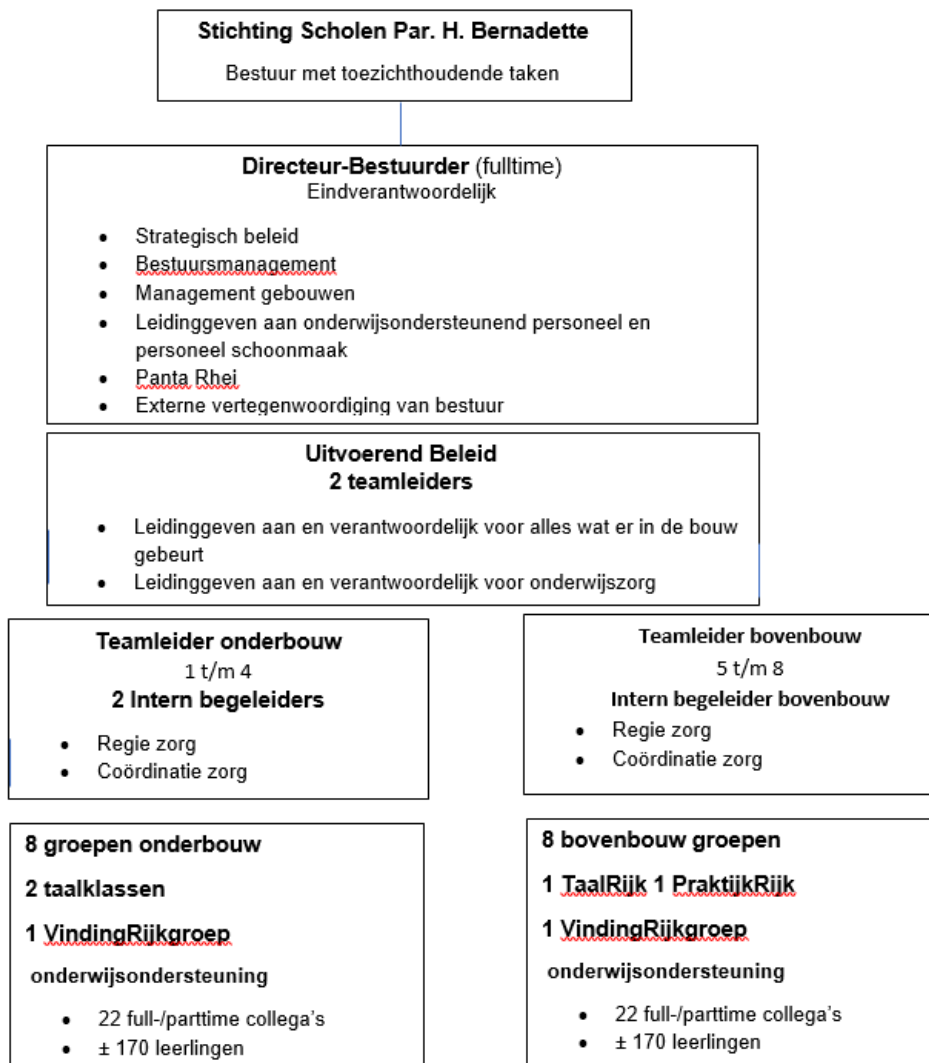 Stichting Scholen Par. H. Bernadette
Bestuur met toezichthoudende taken
Directeur-Bestuurder (fulltime)
Eindverantwoordelijk
• Strategisch beleid
• Bestuursmanagement
• Management gebouwen
• Leidinggeven aan onderwijsondersteunend personeel en
personeel schoonmaak
• Panta Rhei
• Externe vertegenwoordiging van bestuur
Uitvoerend Beleid
2 teamleiders
• Leidinggeven aan en verantwoordelijk voor alles wat er in de bouw
gebeurt
• Leidinggeven aan en verantwoordelijk voor onderwijszorg
Teamleider onderbouw
1 t/m 4
2 Intern begeleiders
• Regie zorg
• Coördinatie zorg
Teamleider bovenbouw
5 t/m 8
Intern begeleider bovenbouw
• Regie zorg
• Coördinatie zorg
8 groepen onderbouw
2 taalklassen
1 VindingRijkgroep
onderwijsondersteuning
• 22 full-/parttime collega's
• ± 170 leerlingen
8 bovenbouw groepen
1 TaalRijk 1 PraktijkRijk
1 VindingRijkgroep
onderwijsondersteuning
• 22 full-/parttime collega's
• ± 170 leerlingen